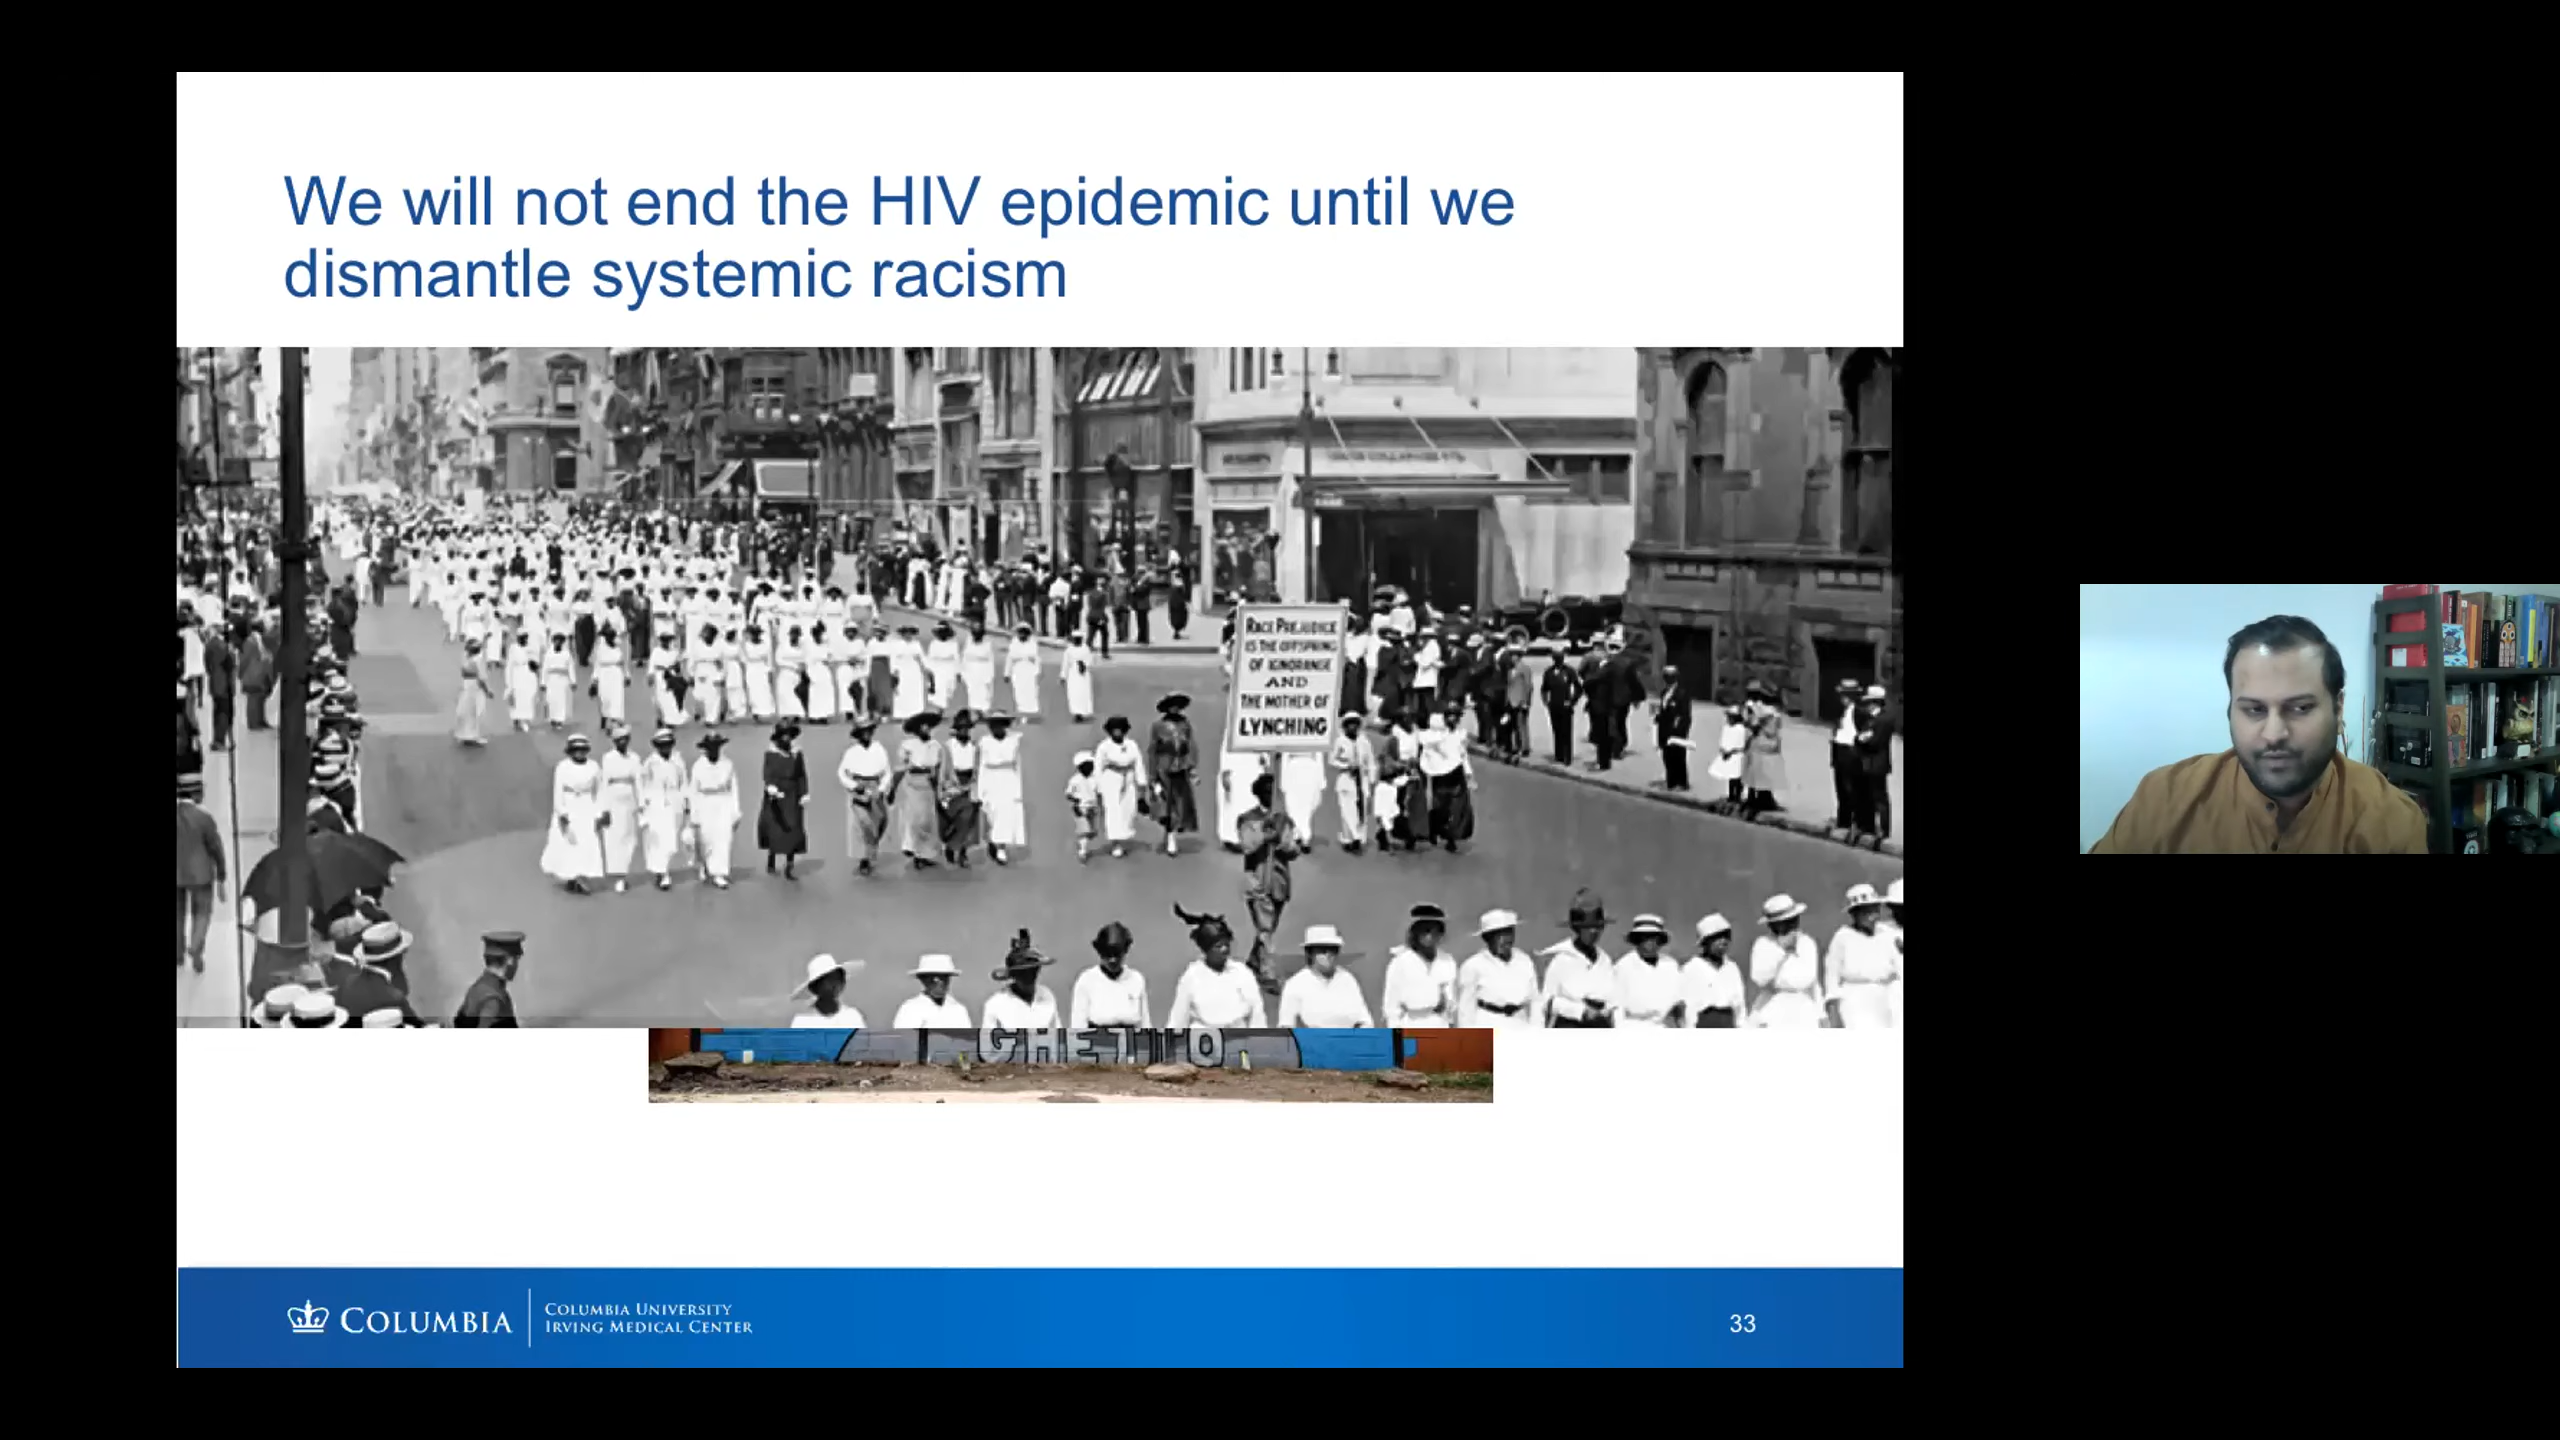 We will not end the HIV epidemic until we
dismantle systemic racism
RACE PREJUDICE
IS THE OFFSPRING
OF IGNORANSE
AND
THE MOTHER OF
LYNCHING
GHETTO
COLUMBIA
COLUMBIA UNIVERSITY
IRVING MEDICAL CENTER
33